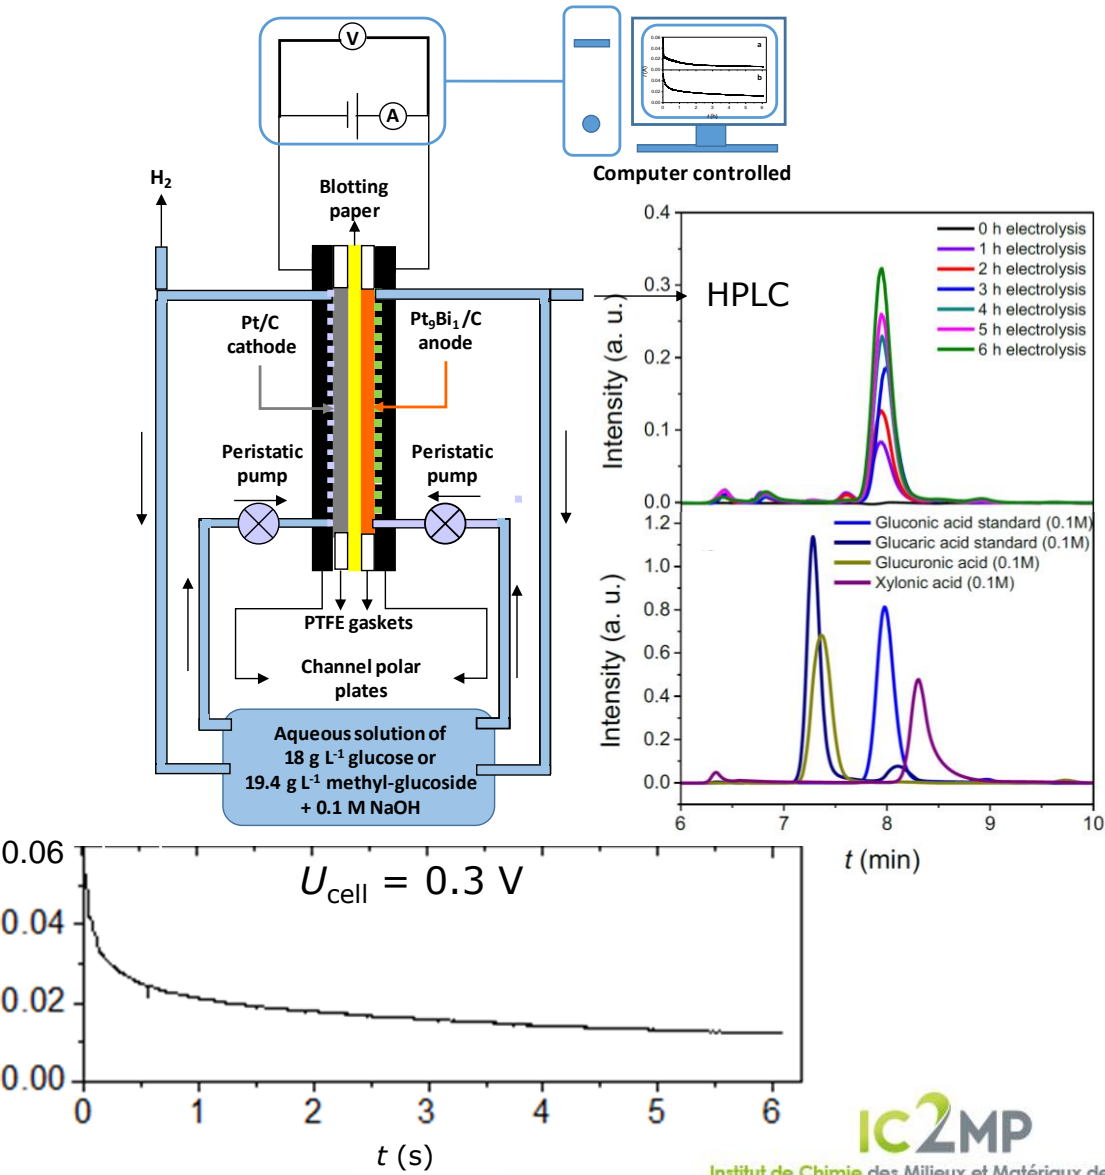 V
A
Computer controlled
a
b
H2
Blotting
paper
Pt/C
cathode
Pt9Bi1/C
anode
Peristatic
pump
Peristatic
pump
PTFE gaskets
Channel polar
plates
Aqueous solution of
18 g L-1 glucose or
19.4 g L-1 methyl-glucoside
+ 0.1 M NaOH
HPLC
0.4
0.3
0.2
0.1
0.0
Intensity (a. u.)
0 h electrolysis
1 h electrolysis
2 h electrolysis
3 h electrolysis
4 h electrolysis
5 h electrolysis
6 h electrolysis
1.2
1.0
0.8
0.6
0.4
0.2
0.0
Intensity (a. u.)
Gluconic acid standard (0.1M)
Glucaric acid standard (0.1M)
Glucuronic acid (0.1M)
Xylonic acid (0.1M)
6 7 8 9 10
t (min)
Ucell = 0.3 V
0.06
0.04
0.02
0.00
0 1 2 3 4 5 6
t (s)
IC2MP
Institut de Chimie des Milieux et Matériaux de